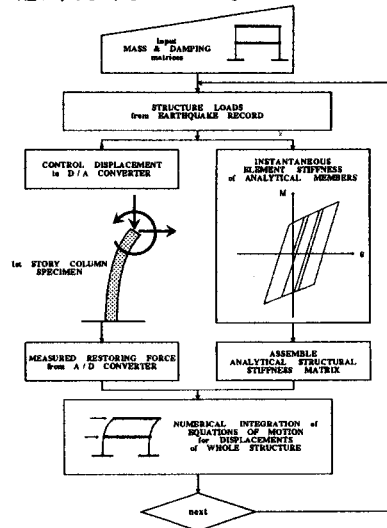 Input
MASS & DAMPING
matrices
STRUCTURE LOADS
from EARTHQUAKE RECORD
CONTROL DISPLACEMENT
to D/A CONVERTER
INSTANTANEOUS
ELEMENT STIFFNESS
of ANALYTICAL MEMBERS
M
θ
1st STORY COLUMN
SPECIMEN
MEASURED RESTORING FORCE
from A/D CONVERTER
ASSEMBLE
ANALYTICAL STRUCTURAL
STIFFNESS MATRIX
NUMERICAL INTEGRATION of
EQUATIONS OF MOTION
for DISPLACEMENTS
of WHOLE STRUCTURE
next